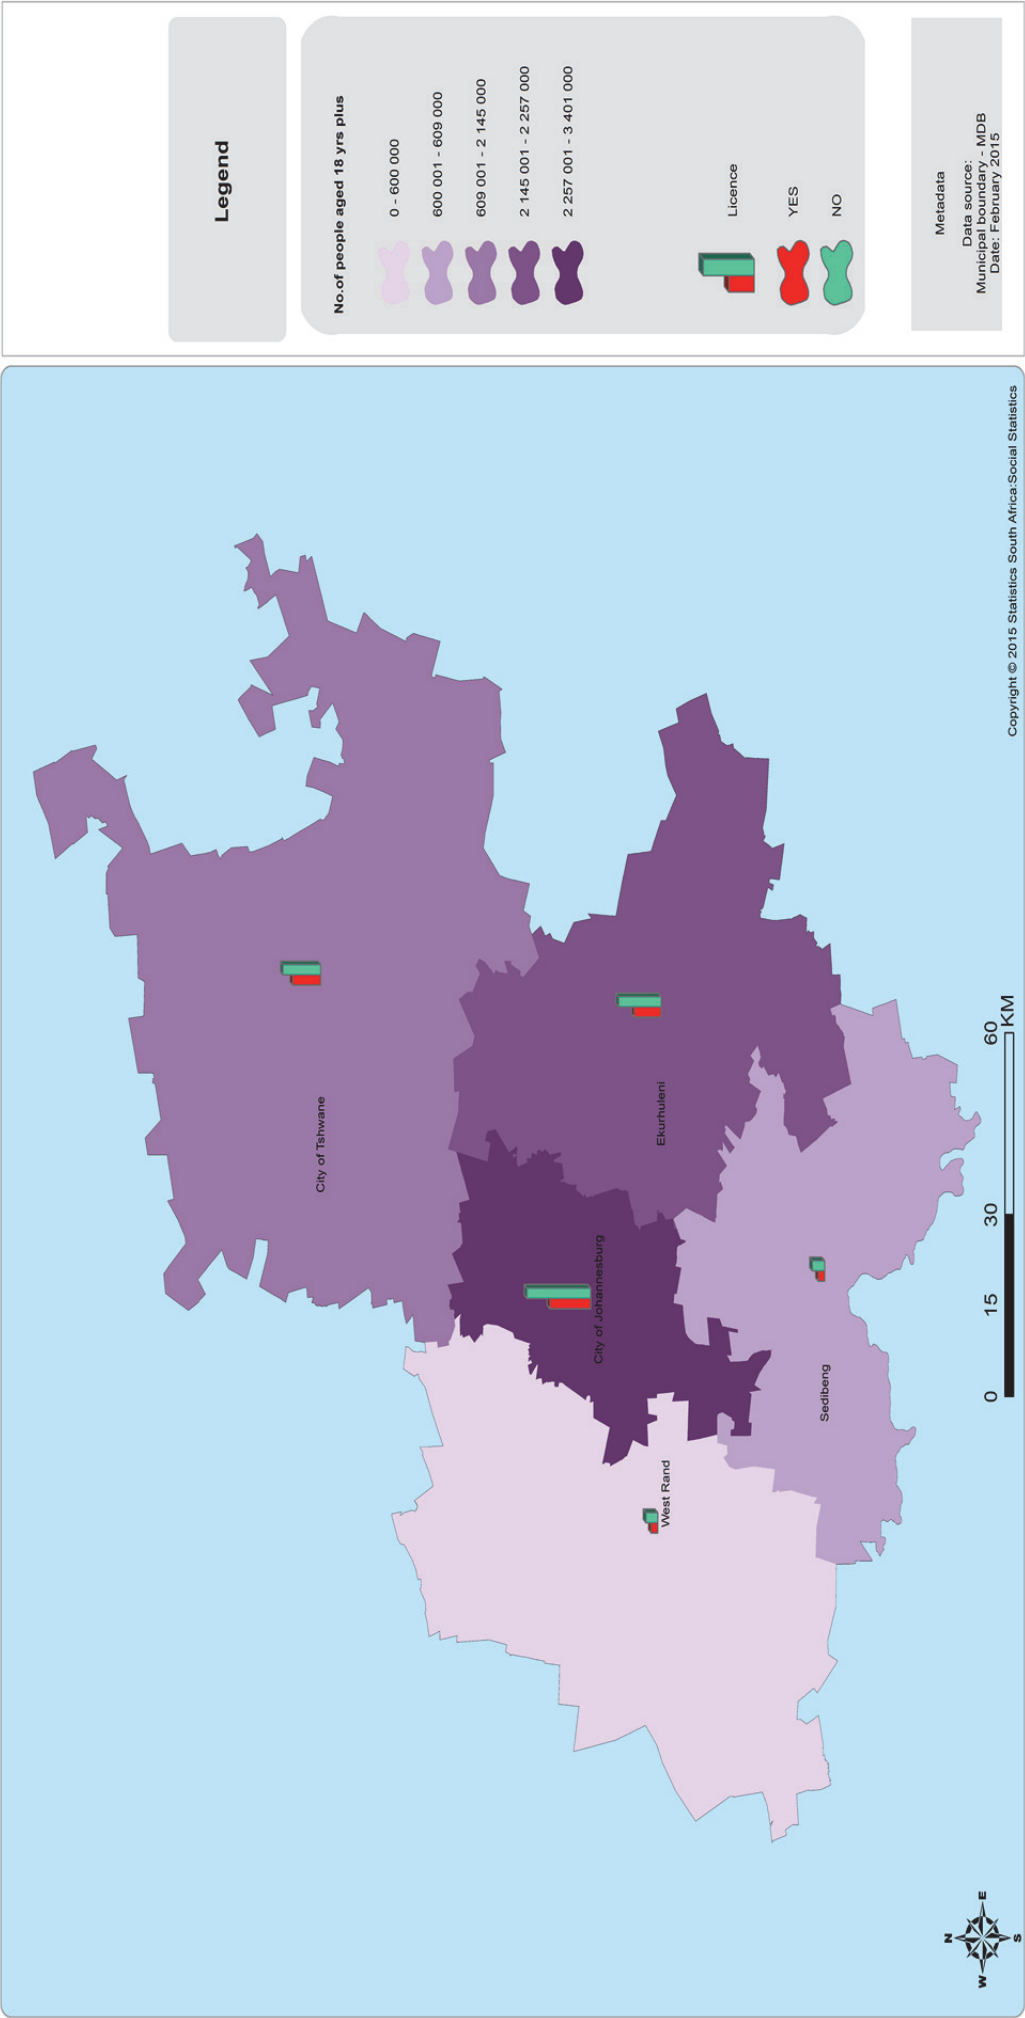 Legend
No.of people aged 18 yrs plus
0 - 600 000
600 001 - 609 000
609 001 - 2 145 000
2 145 001 - 2 257 000
2 257 001 - 3 401 000
Licence
YES
NO
Metadata
Data source:
Municipal boundary - MDB
Date: February 2015
City of Tshwane
Ekurhuleni
City of Johannesburg
West Rand
Sedibeng
N
W
E
S
0 15 30 60
KM
Copyright © 2015 Statistics South Africa:Social Statistics